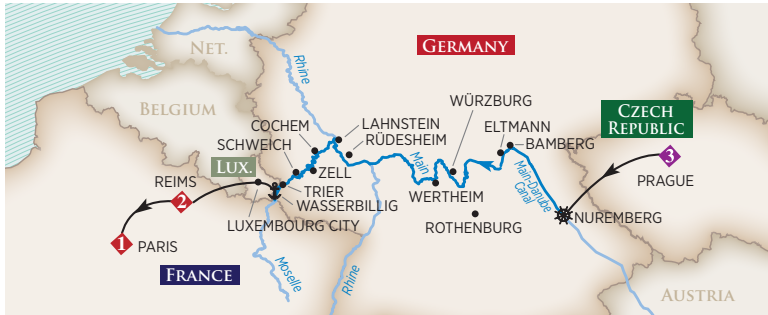 NET.
GERMANY
Rhine
BELGIUM
WÜRZBURG
CZECH
REPUBLIC
COCHEM
LAHNSTEIN
ELTMANN
SCHWEICH
RÜDESHEIM
BAMBERG
3
LUX.
ZELL
Main
PRAGUE
REIMS
2
TRIER
WERTHEIM
Main-Danube
Canal
WASSERBILLIG
LUXEMBOURG CITY
NUREMBERG
ROTHENBURG
1
PARIS
FRANCE
Moselle
Rhine
AUSTRIA